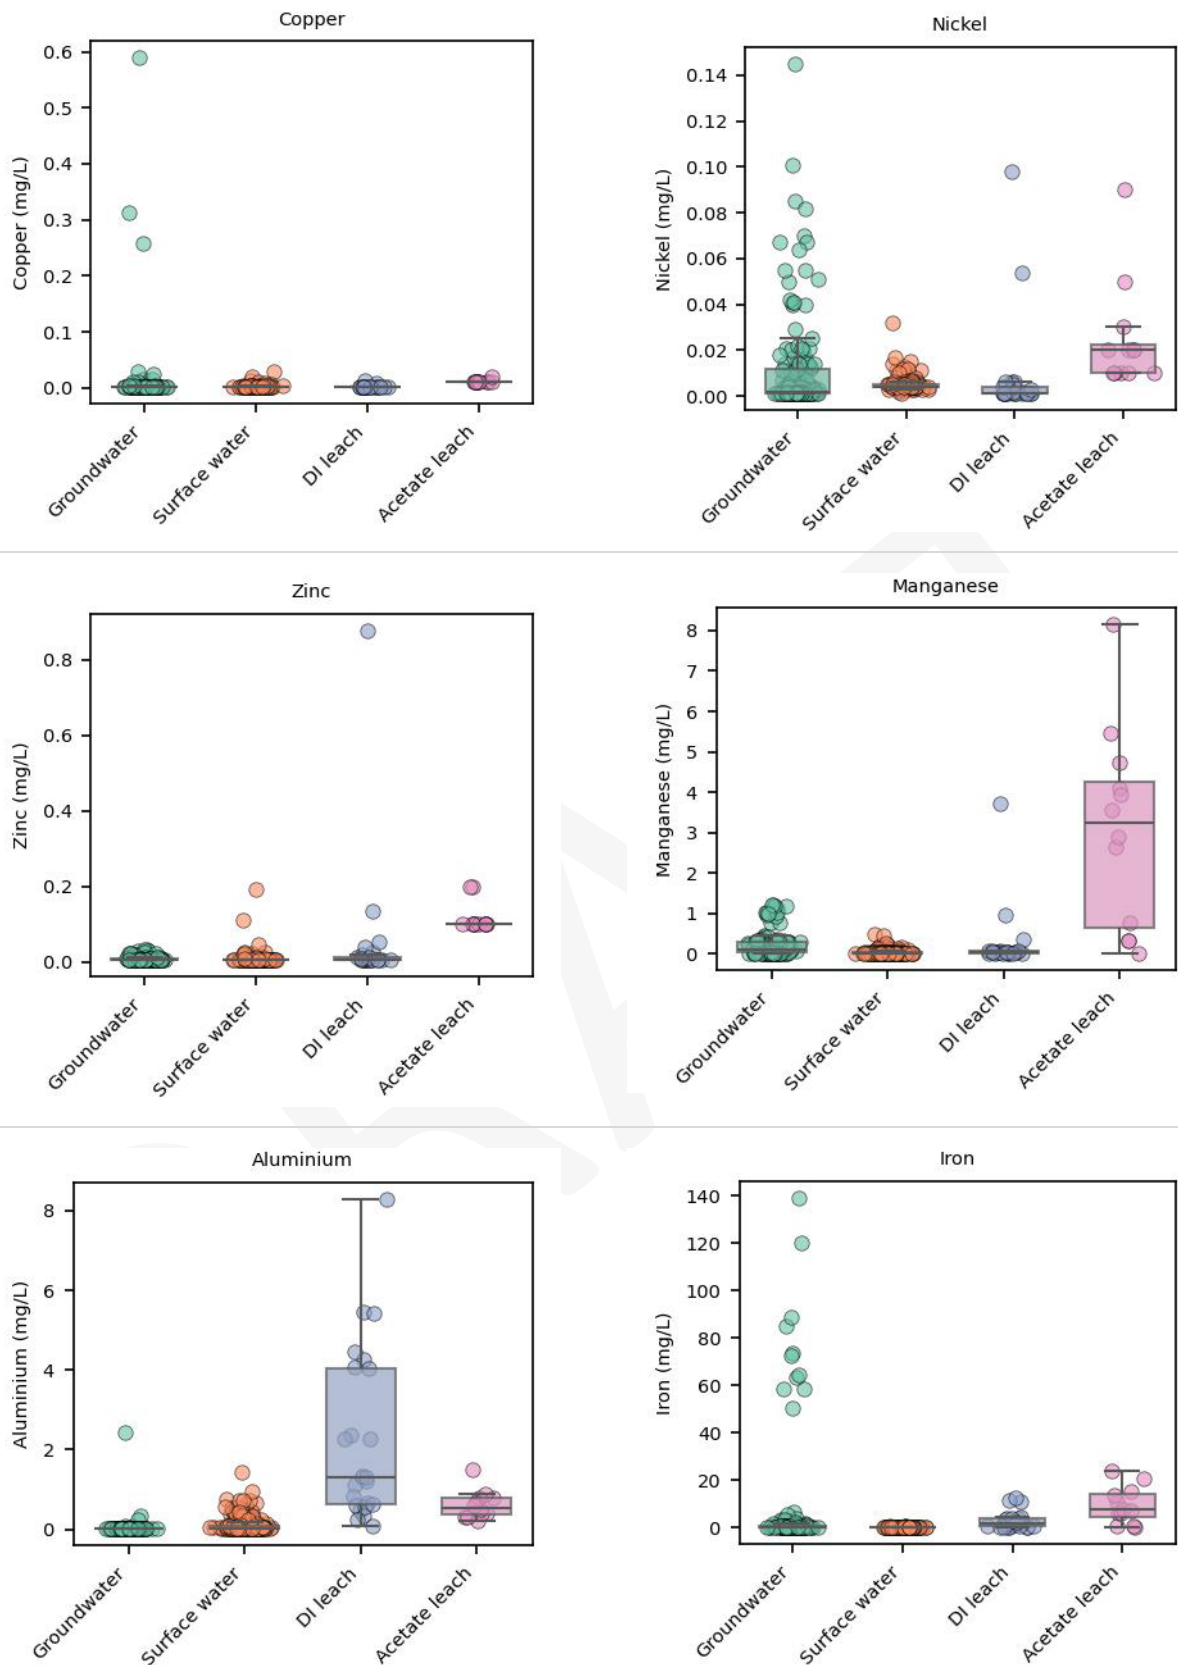 Copper
Copper (mg/L)
0.6
0.5
0.4
0.3
0.2
0.1
0.0
Groundwater
Surface water
DI leach
Acetate leach
Nickel
Nickel (mg/L)
0.14
0.12
0.10
0.08
0.06
0.04
0.02
0.00
Groundwater
Surface water
DI leach
Acetate leach
Zinc
Zinc (mg/L)
0.8
0.6
0.4
0.2
0.0
Groundwater
Surface water
DI leach
Acetate leach
Manganese
Manganese (mg/L)
8
7
6
5
4
3
2
1
0
Groundwater
Surface water
DI leach
Acetate leach
Aluminium
Aluminium (mg/L)
8
6
4
2
0
Groundwater
Surface water
DI leach
Acetate leach
Iron
Iron (mg/L)
140
120
100
80
60
40
20
0
Groundwater
Surface water
DI leach
Acetate leach